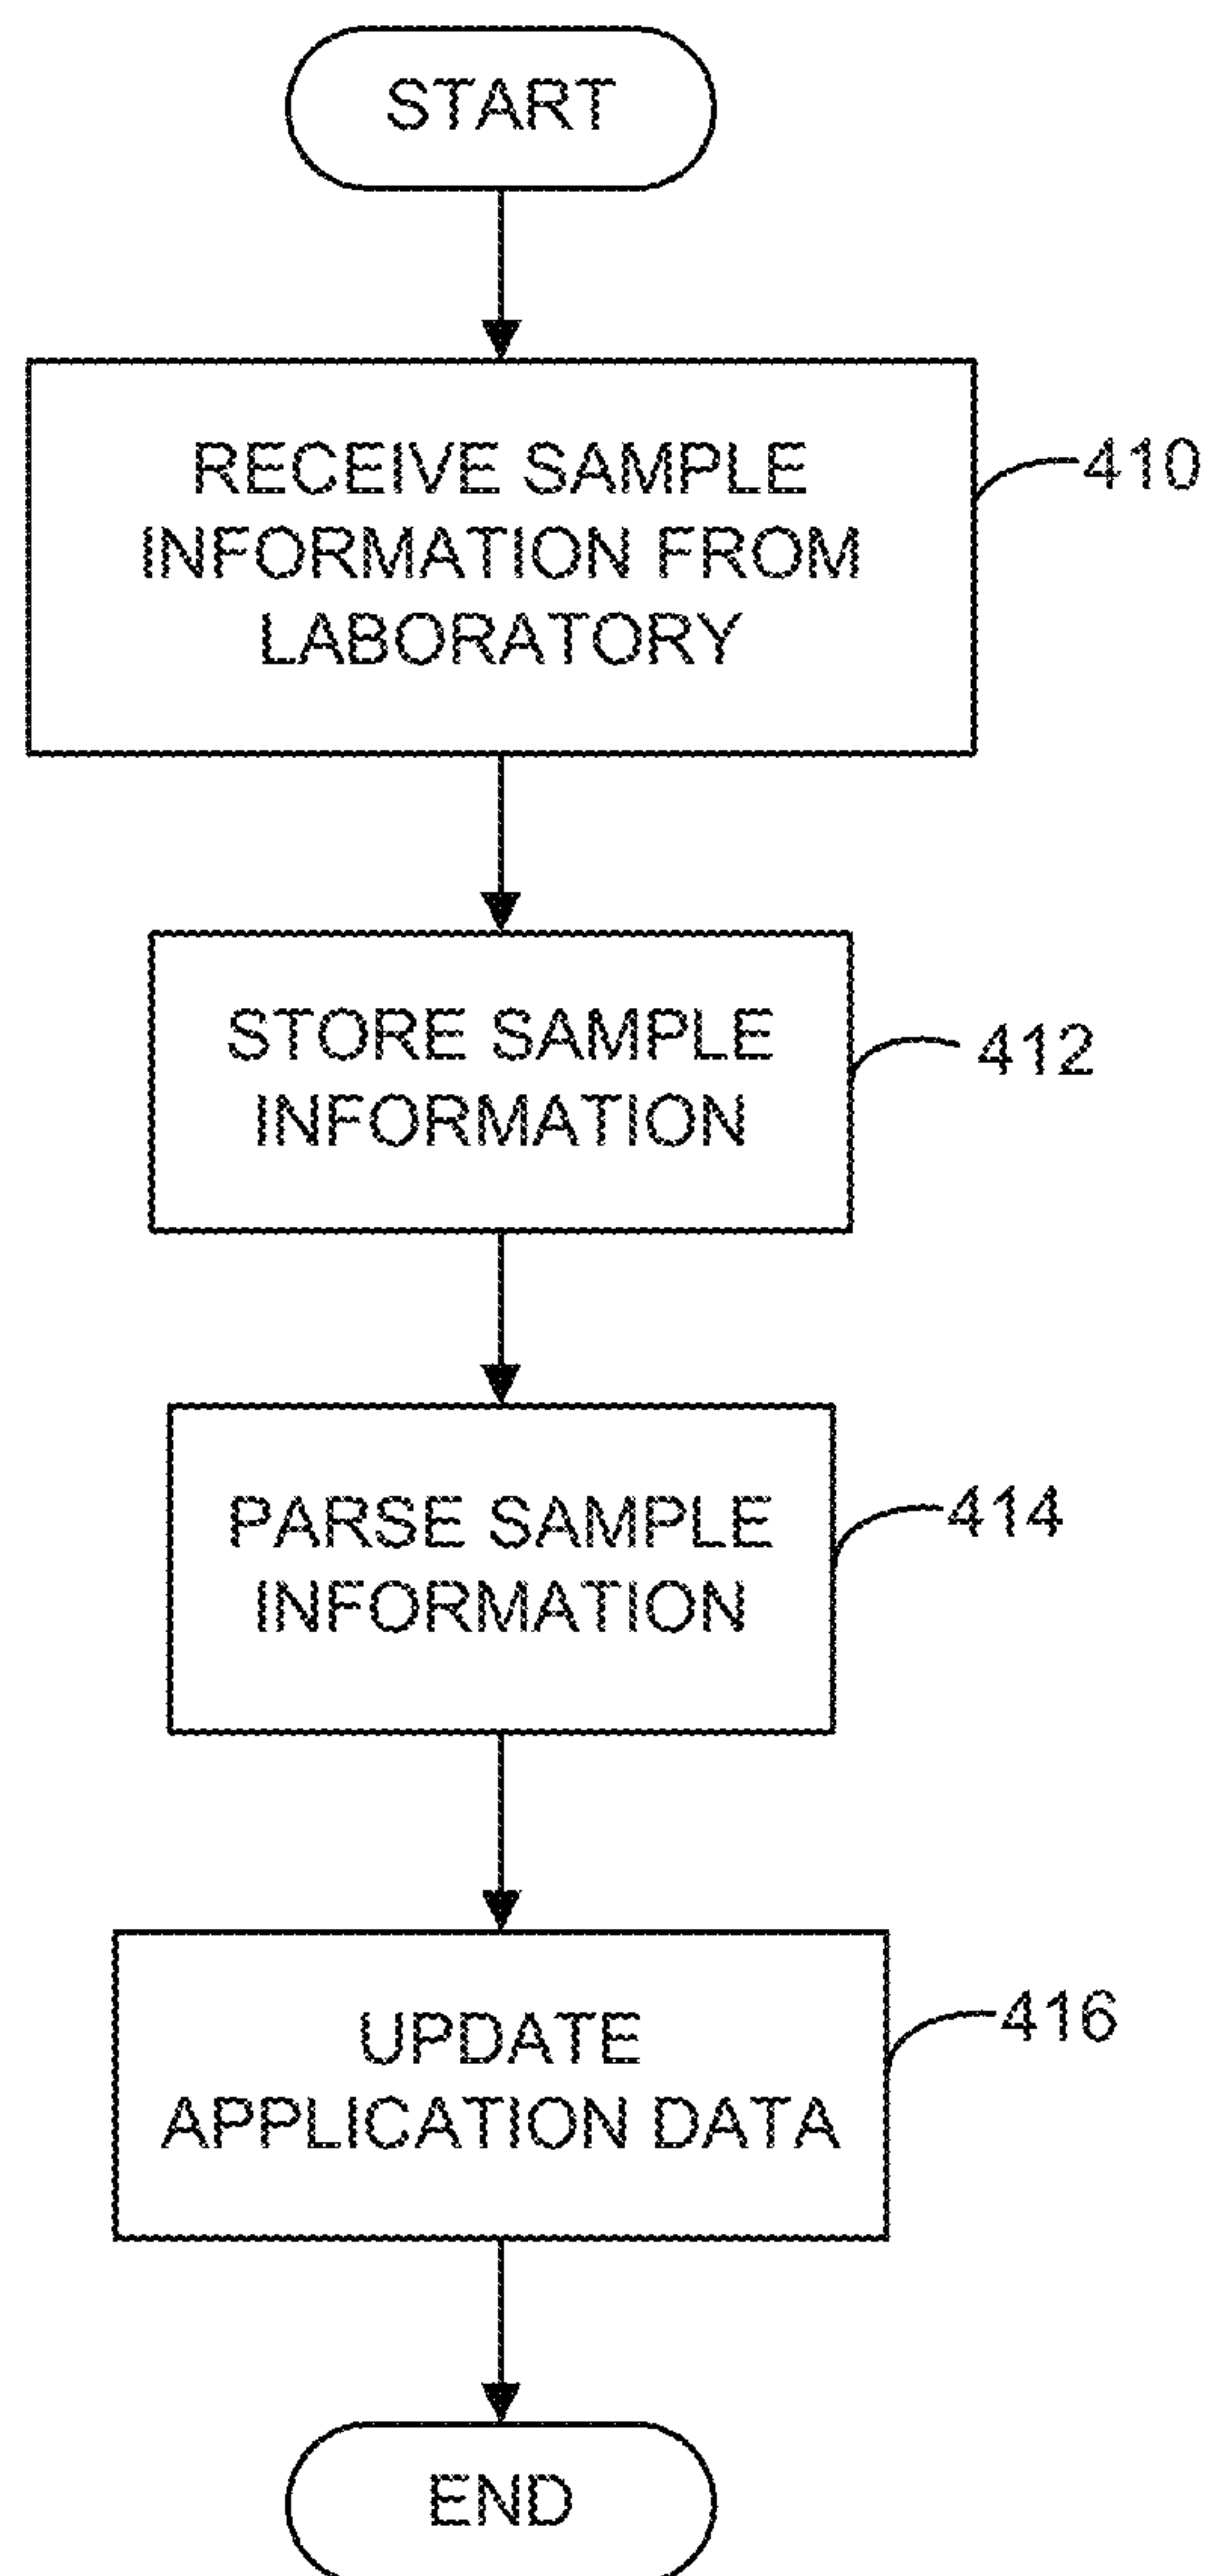 START
RECEIVE SAMPLE
INFORMATION FROM
LABORATORY
410
STORE SAMPLE
INFORMATION
412
PARSE SAMPLE
INFORMATION
414
UPDATE
APPLICATION DATA
416
END